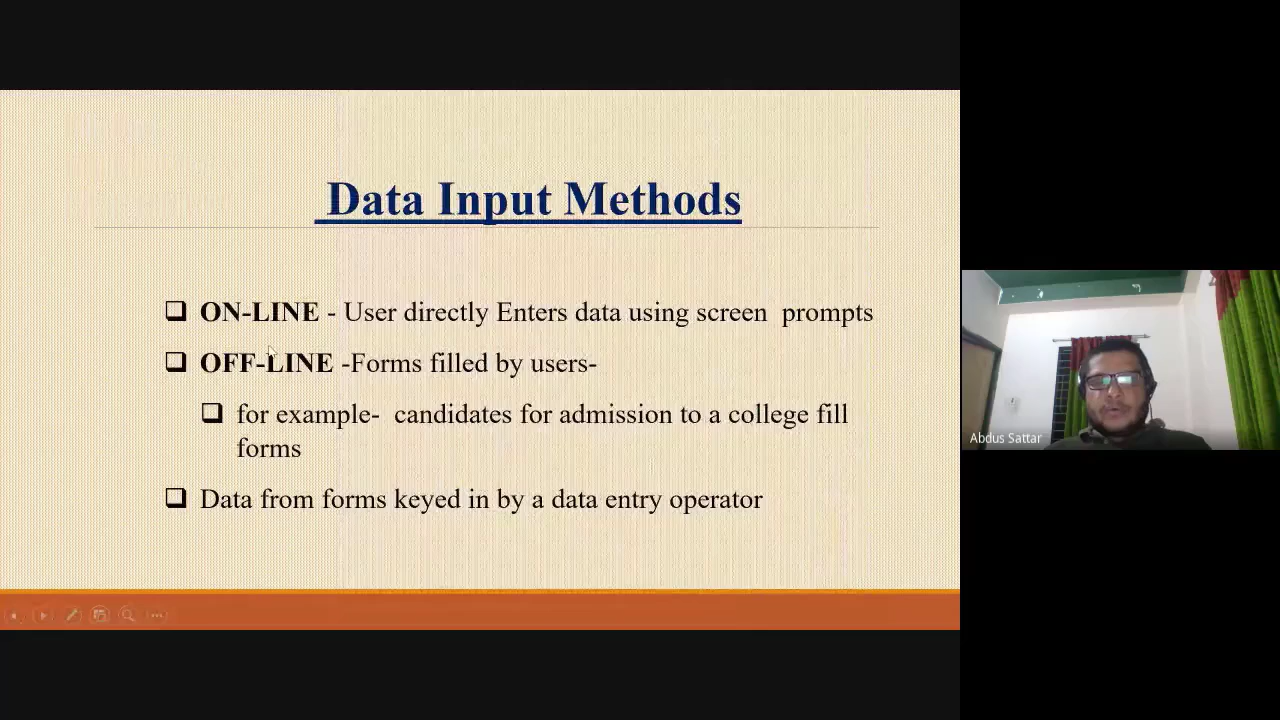 Data Input Methods
ON-LINE - User directly Enters data using screen prompts
OFF-LINE -Forms filled by users-
for example- candidates for admission to a college fill
forms
Data from forms keyed in by a data entry operator
Abdus Sattar